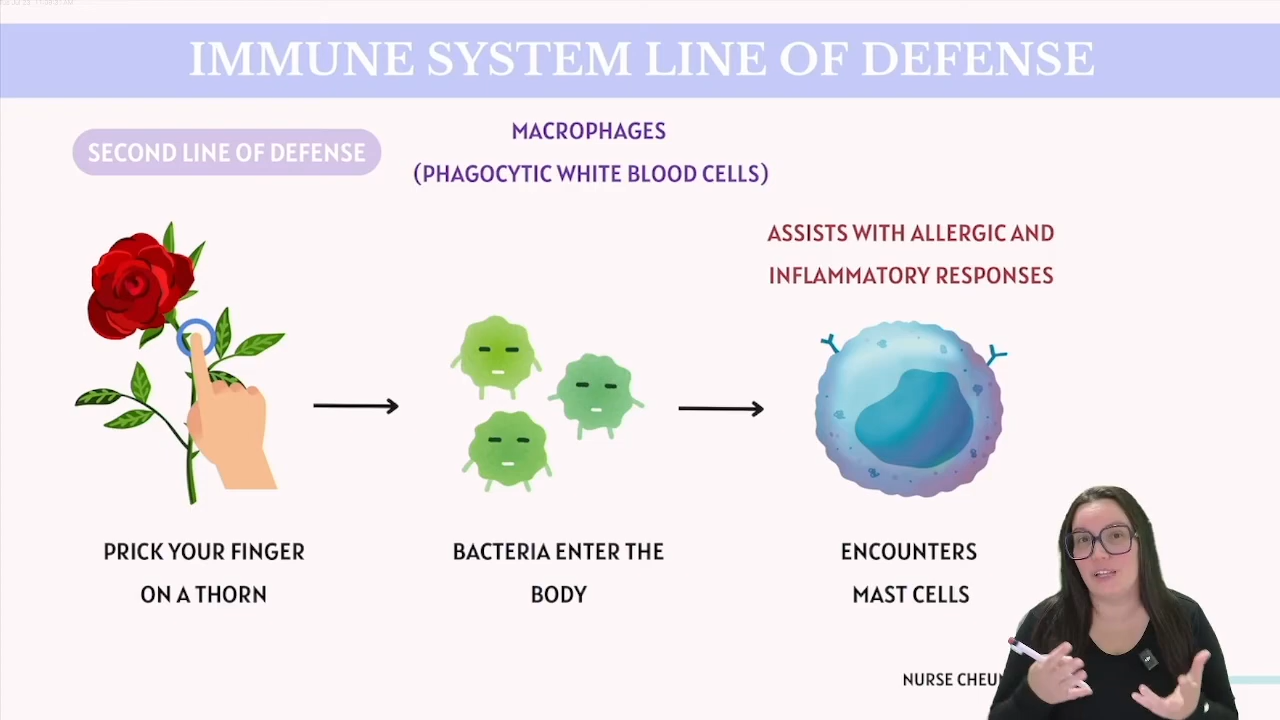 IMMUNE SYSTEM LINE OF DEFENSE
SECOND LINE OF DEFENSE
MACROPHAGES
(PHAGOCYTIC WHITE BLOOD CELLS)
ASSISTS WITH ALLERGIC AND
INFLAMMATORY RESPONSES
PRICK YOUR FINGER
ON A THORN
BACTERIA ENTER THE
BODY
ENCOUNTERS
MAST CELLS
NURSE